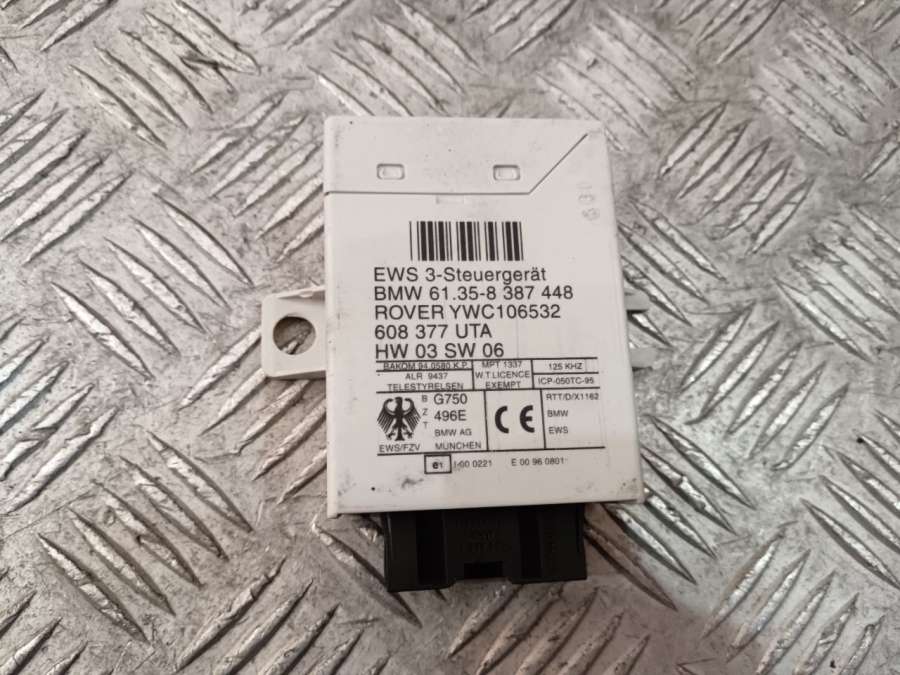 EWS 3-Steuergerät
BMW 61.35-8 387 448
ROVER YWC106532
608 377 UTA
HW 03 SW 06
BAKOM 94.0580.K.P.
ALR 9437
TELESTYRELSEN
MPT 1337
W.T.LICENCE
EXEMPT
125 KHZ
ICP-050TC-95
B G750
Z 496E
T BMW AG
EWS/FZV MÜNCHEN
CE
RTT/D/X1162
BMW
EWS
e1 I-00 0221 E 00 96 0801